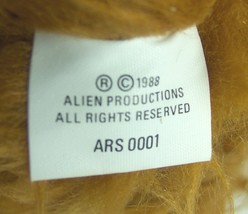 ® © 1988
ALIEN PRODUCTIONS
ALL RIGHTS RESERVED
ARS 0001